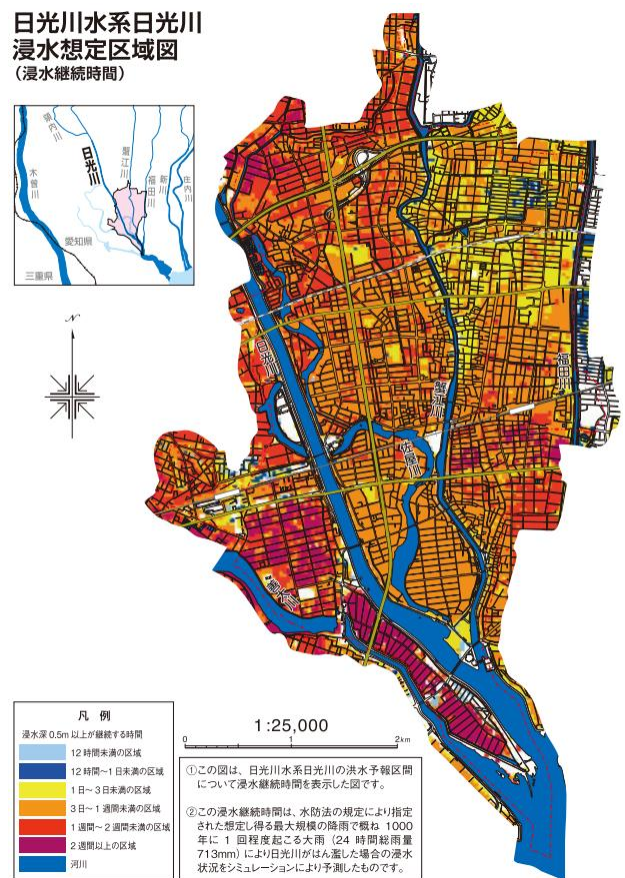 日光川水系日光川
浸水想定区域図
（浸水継続時間）
領内川
蟹江川
日光川
木曽川
福田川
新川
庄内川
愛知県
三重県
N
日光川
福田川
蟹江川
佐屋川
善太川
凡 例
浸水深 0.5m 以上が継続する時間
12 時間未満の区域
12 時間～1 日未満の区域
1 日～ 3 日未満の区域
3 日～ 1 週間未満の区域
1 週間～ 2 週間未満の区域
2 週間以上の区域
河川
1:25,000
0 1 2km
①この図は、日光川水系日光川の洪水予報区間
について浸水継続時間を表示した図です。
②この浸水継続時間は、水防法の規定により指定
された想定し得る最大規模の降雨で概ね 1000
年に 1 回程度起こる大雨（24 時間総雨量
713mm）により日光川がはん濫した場合の浸水
状況をシミュレーションにより予測したものです。